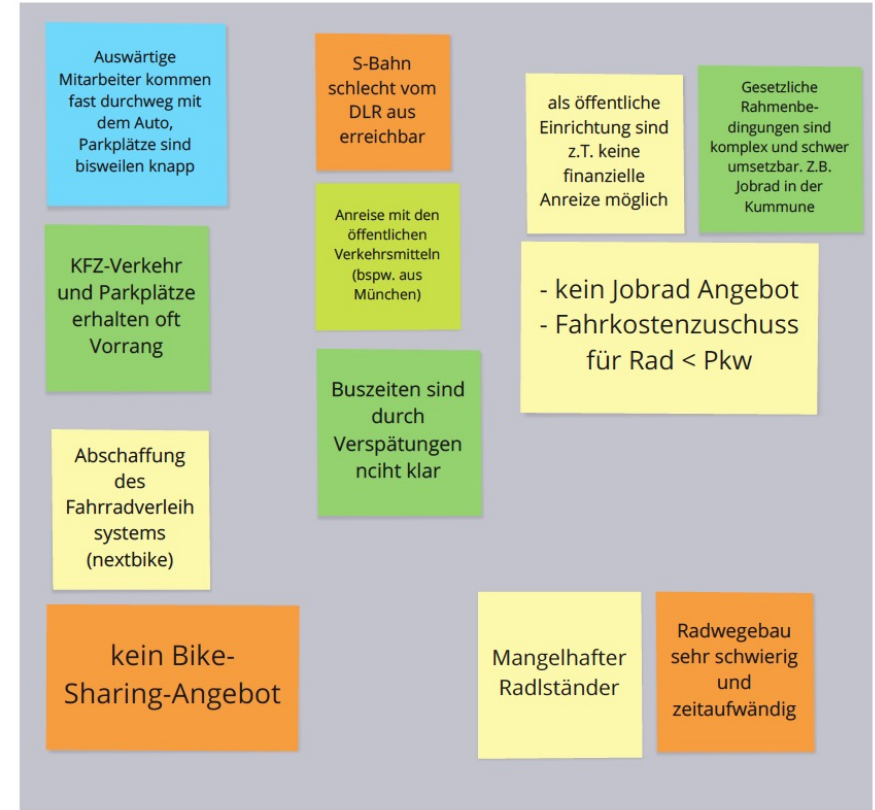 Auswärtige
Mitarbeiter kommen
fast durchweg mit
dem Auto,
Parkplätze sind
bisweilen knapp
KFZ-Verkehr
und Parkplätze
erhalten oft
Vorrang
Abschaffung
des
Fahrradverleih
systems
(nextbike)
kein Bike-
Sharing-Angebot
S-Bahn
schlecht vom
DLR aus
erreichbar
Anreise mit den
öffentlichen
Verkehrsmitteln
(bspw. aus
München)
Buszeiten sind
durch
Verspätungen
nciht klar
als öffentliche
Einrichtung sind
z.T. keine
finanzielle
Anreize möglich
Gesetzliche
Rahmenbe-
dingungen sind
komplex und schwer
umsetzbar. Z.B.
Jobrad in der
Kummune
- kein Jobrad Angebot
- Fahrkostenzuschuss
für Rad < Pkw
Mangelhafter
Radlständer
Radwegebau
sehr schwierig
und
zeitaufwändig